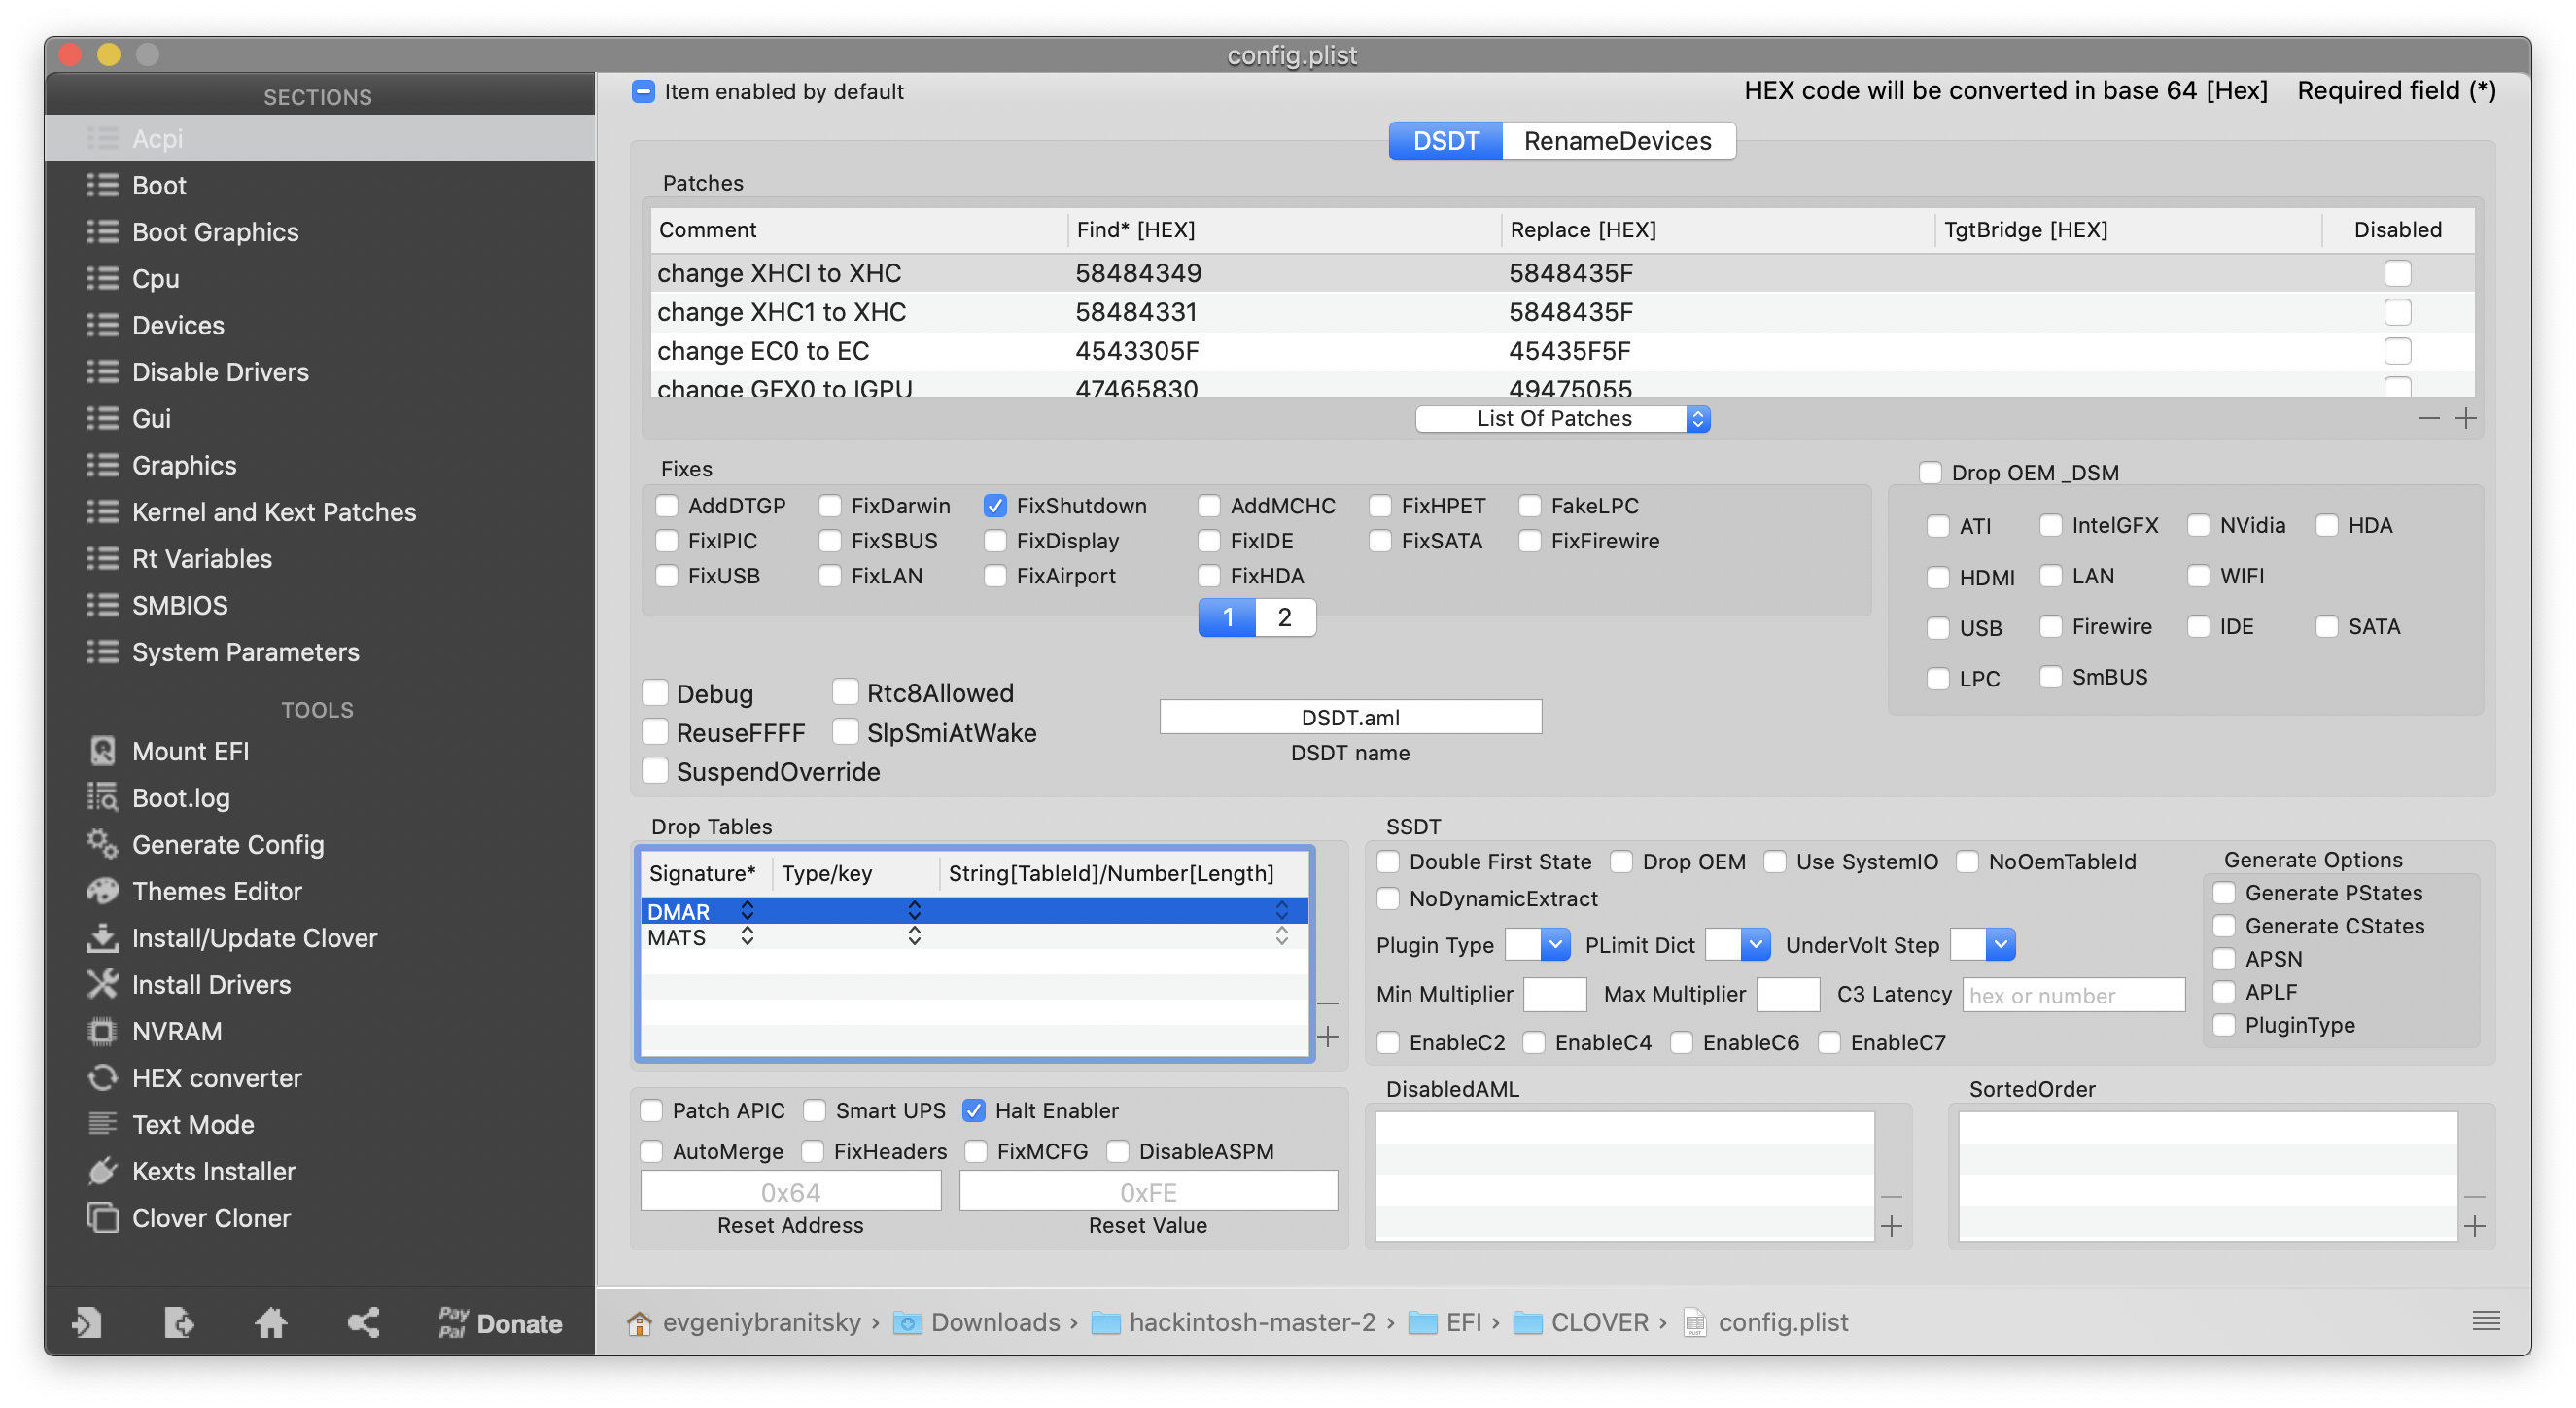 config.plist
SECTIONS
Acpi
Boot
Boot Graphics
Cpu
Devices
Disable Drivers
Gui
Graphics
Kernel and Kext Patches
Rt Variables
SMBIOS
System Parameters
TOOLS
Mount EFI
Boot.log
Generate Config
Themes Editor
Install/Update Clover
Install Drivers
NVRAM
HEX converter
Text Mode
Kexts Installer
Clover Cloner
Pay
Pal
Donate
Item enabled by default
HEX code will be converted in base 64 [Hex] Required field (*)
DSDT RenameDevices
Patches
Comment Find* [HEX] Replace [HEX] TgtBridge [HEX] Disabled
change XHCI to XHC 58484349 5848435F
change XHC1 to XHC 58484331 5848435F
change EC0 to EC 4543305F 45435F5F
change GFX0 to IGPU 47465830 49475055
List Of Patches
Fixes
AddDTGP FixDarwin FixShutdown AddMCHC FixHPET FakeLPC
FixIPIC FixSBUS FixDisplay FixIDE FixSATA FixFirewire
FixUSB FixLAN FixAirport FixHDA
1 2
Drop OEM _DSM
ATI IntelGFX NVidia HDA
HDMI LAN WIFI
USB Firewire IDE SATA
LPC SmBUS
Debug Rtc8Allowed
ReuseFFFF SlpSmiAtWake
SuspendOverride
DSDT.aml
DSDT name
Drop Tables
Signature* Type/key String[TableId]/Number[Length]
DMAR
MATS
SSDT
Double First State Drop OEM Use SystemIO NoOemTableId
NoDynamicExtract
Plugin Type PLimit Dict UnderVolt Step
Min Multiplier Max Multiplier C3 Latency hex or number
EnableC2 EnableC4 EnableC6 EnableC7
Generate Options
Generate PStates
Generate CStates
APSN
APLF
PluginType
Patch APIC Smart UPS Halt Enabler
AutoMerge FixHeaders FixMCFG DisableASPM
0x64 0xFE
Reset Address Reset Value
DisabledAML
SortedOrder
evgeniybranitsky › Downloads › hackintosh-master-2 › EFI › CLOVER › config.plist